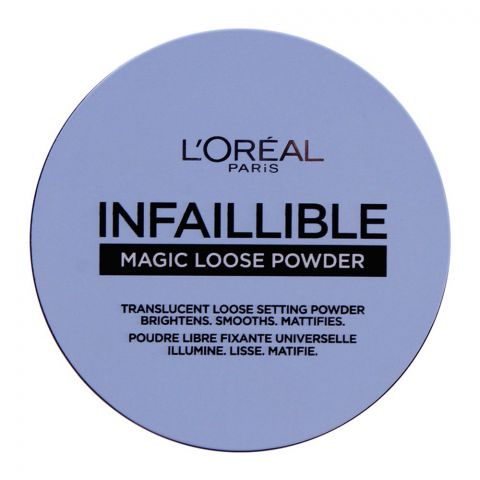 L'ORÉAL
PARiS
INFAILLIBLE
MAGIC LOOSE POWDER
TRANSLUCENT LOOSE SETTING POWDER
BRIGHTENS. SMOOTHS. MATTIFIES.
POUDRE LIBRE FIXANTE UNIVERSELLE
ILLUMINE. LISSE. MATIFIE.